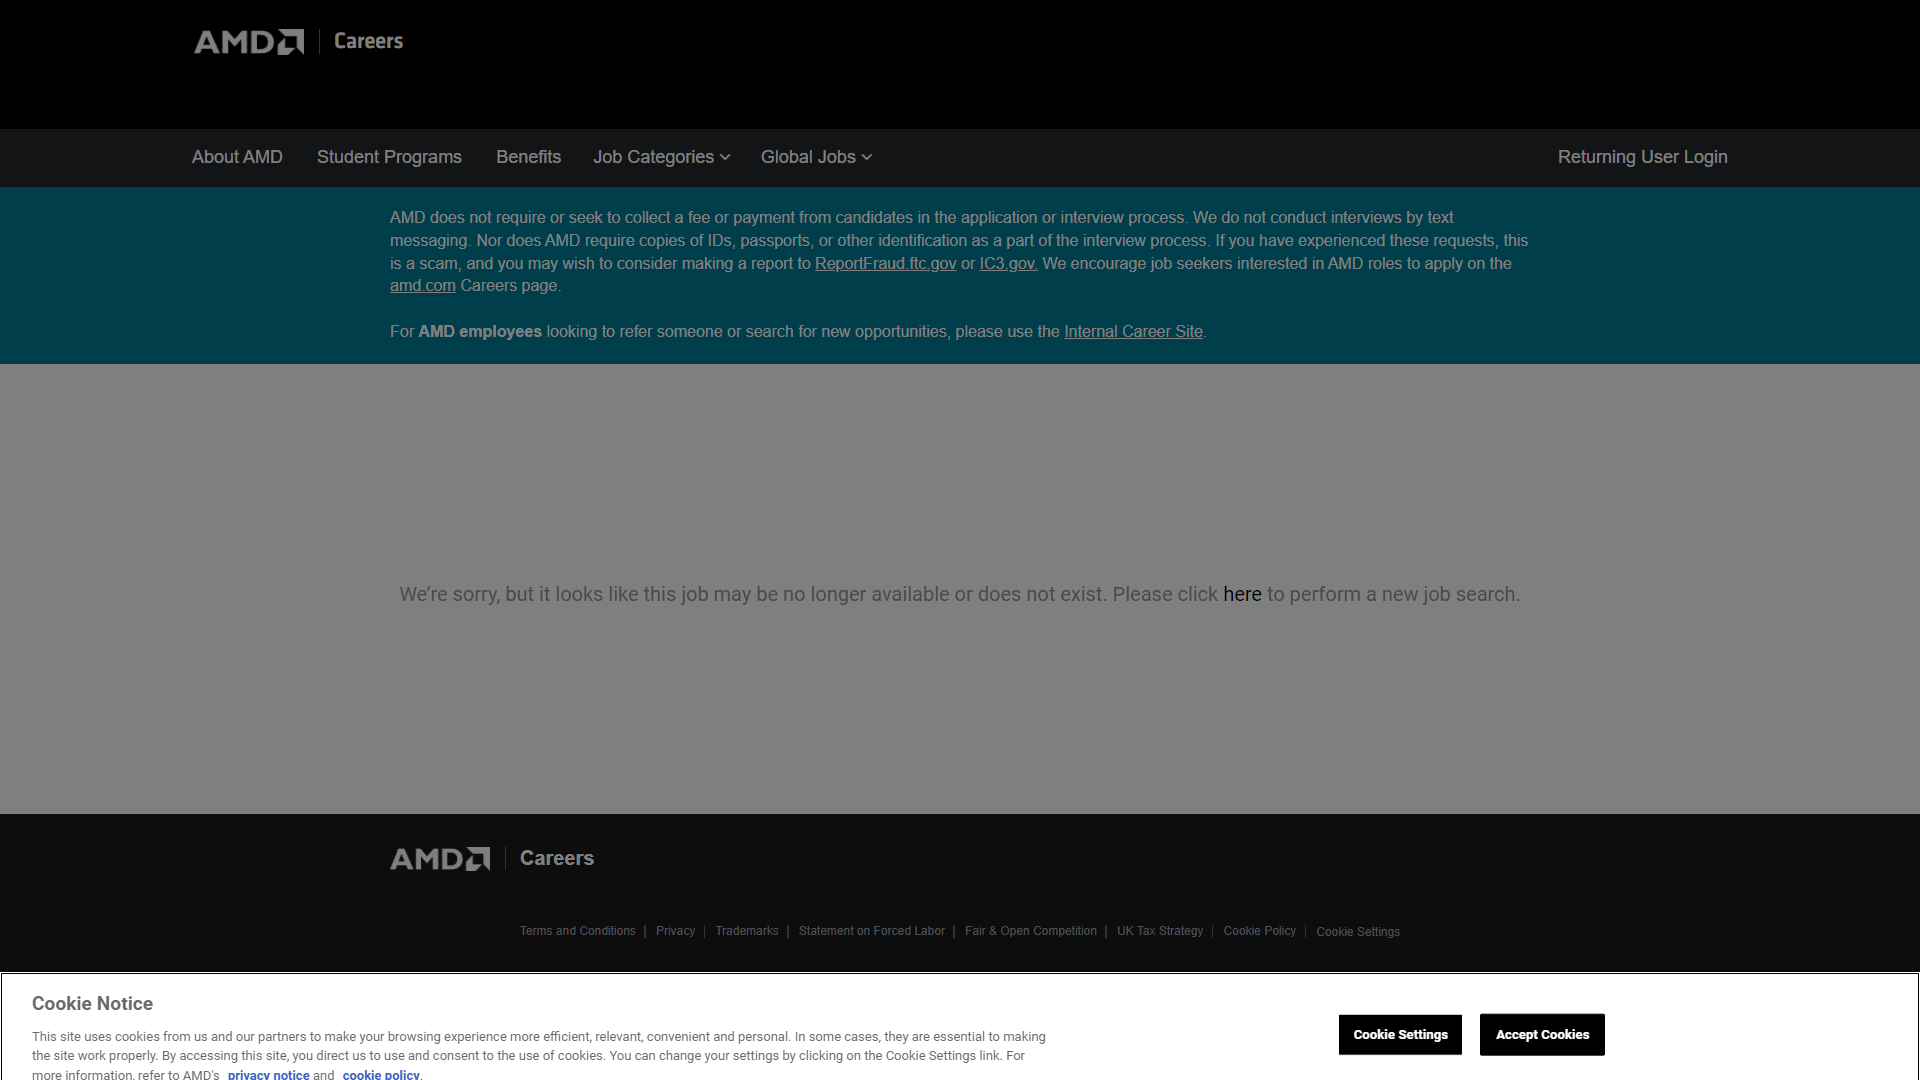 AMD Careers
About AMD Student Programs Benefits Job Categories Global Jobs Returning User Login
AMD does not require or seek to collect a fee or payment from candidates in the application or interview process. We do not conduct interviews by text
messaging. Nor does AMD require copies of IDs, passports, or other identification as a part of the interview process. If you have experienced these requests, this
is a scam, and you may wish to consider making a report to ReportFraud.ftc.gov or IC3.gov. We encourage job seekers interested in AMD roles to apply on the
amd.com Careers page.
For AMD employees looking to refer someone or search for new opportunities, please use the Internal Career Site.
We’re sorry, but it looks like this job may be no longer available or does not exist. Please click here to perform a new job search.
AMD Careers
Terms and Conditions | Privacy | Trademarks | Statement on Forced Labor | Fair & Open Competition | UK Tax Strategy | Cookie Policy | Cookie Settings
Cookie Notice
This site uses cookies from us and our partners to make your browsing experience more efficient, relevant, convenient and personal. In some cases, they are essential to making
the site work properly. By accessing this site, you direct us to use and consent to the use of cookies. You can change your settings by clicking on the Cookie Settings link. For
more information, refer to AMD's privacy notice and cookie policy.
Cookie Settings Accept Cookies